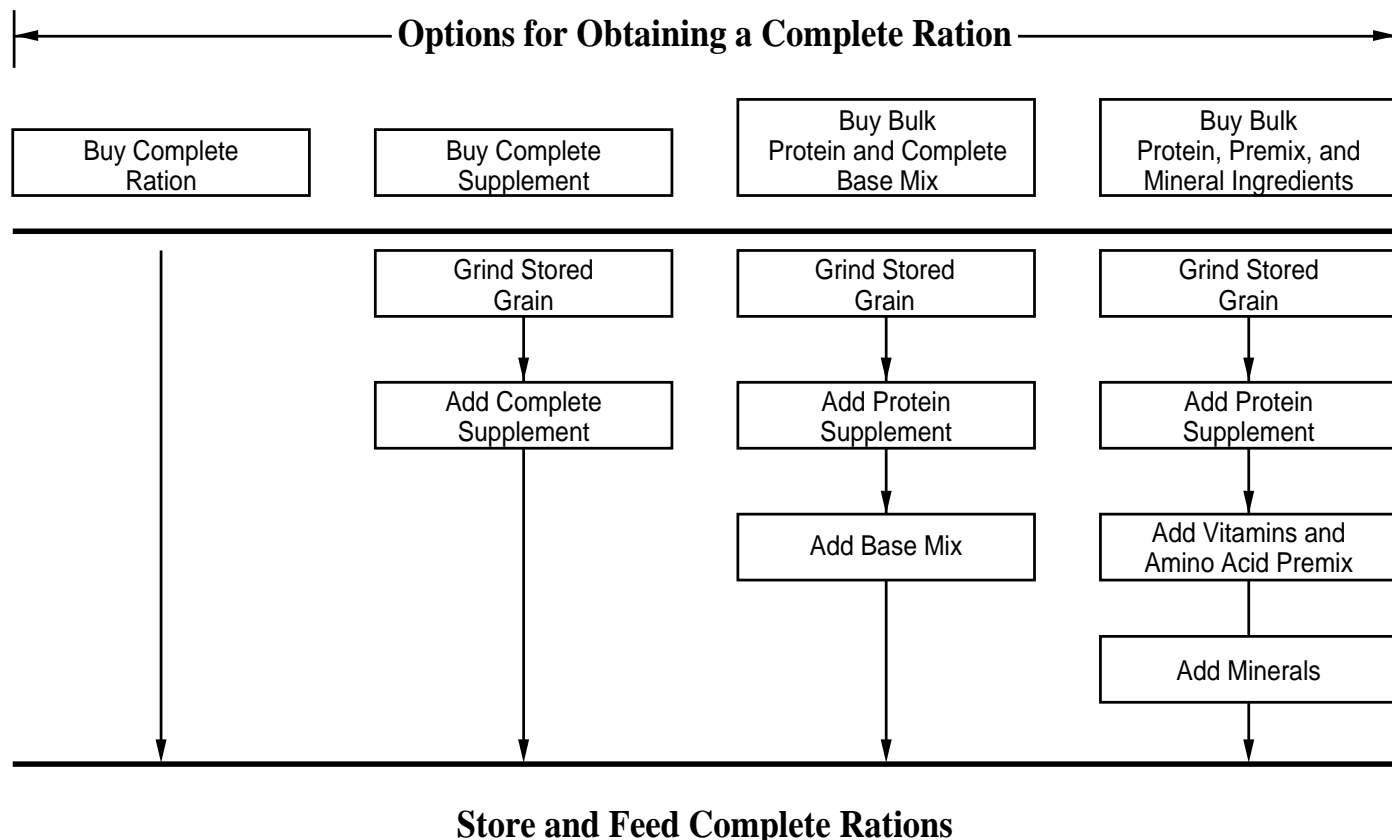 Options for Obtaining a Complete Ration
Buy Complete
Ration
Buy Complete
Supplement
Buy Bulk
Protein and Complete
Base Mix
Buy Bulk
Protein, Premix, and
Mineral Ingredients
Grind Stored
Grain
Grind Stored
Grain
Grind Stored
Grain
Add Complete
Supplement
Add Protein
Supplement
Add Protein
Supplement
Add Base Mix
Add Vitamins and
Amino Acid Premix
Add Minerals
Store and Feed Complete Rations